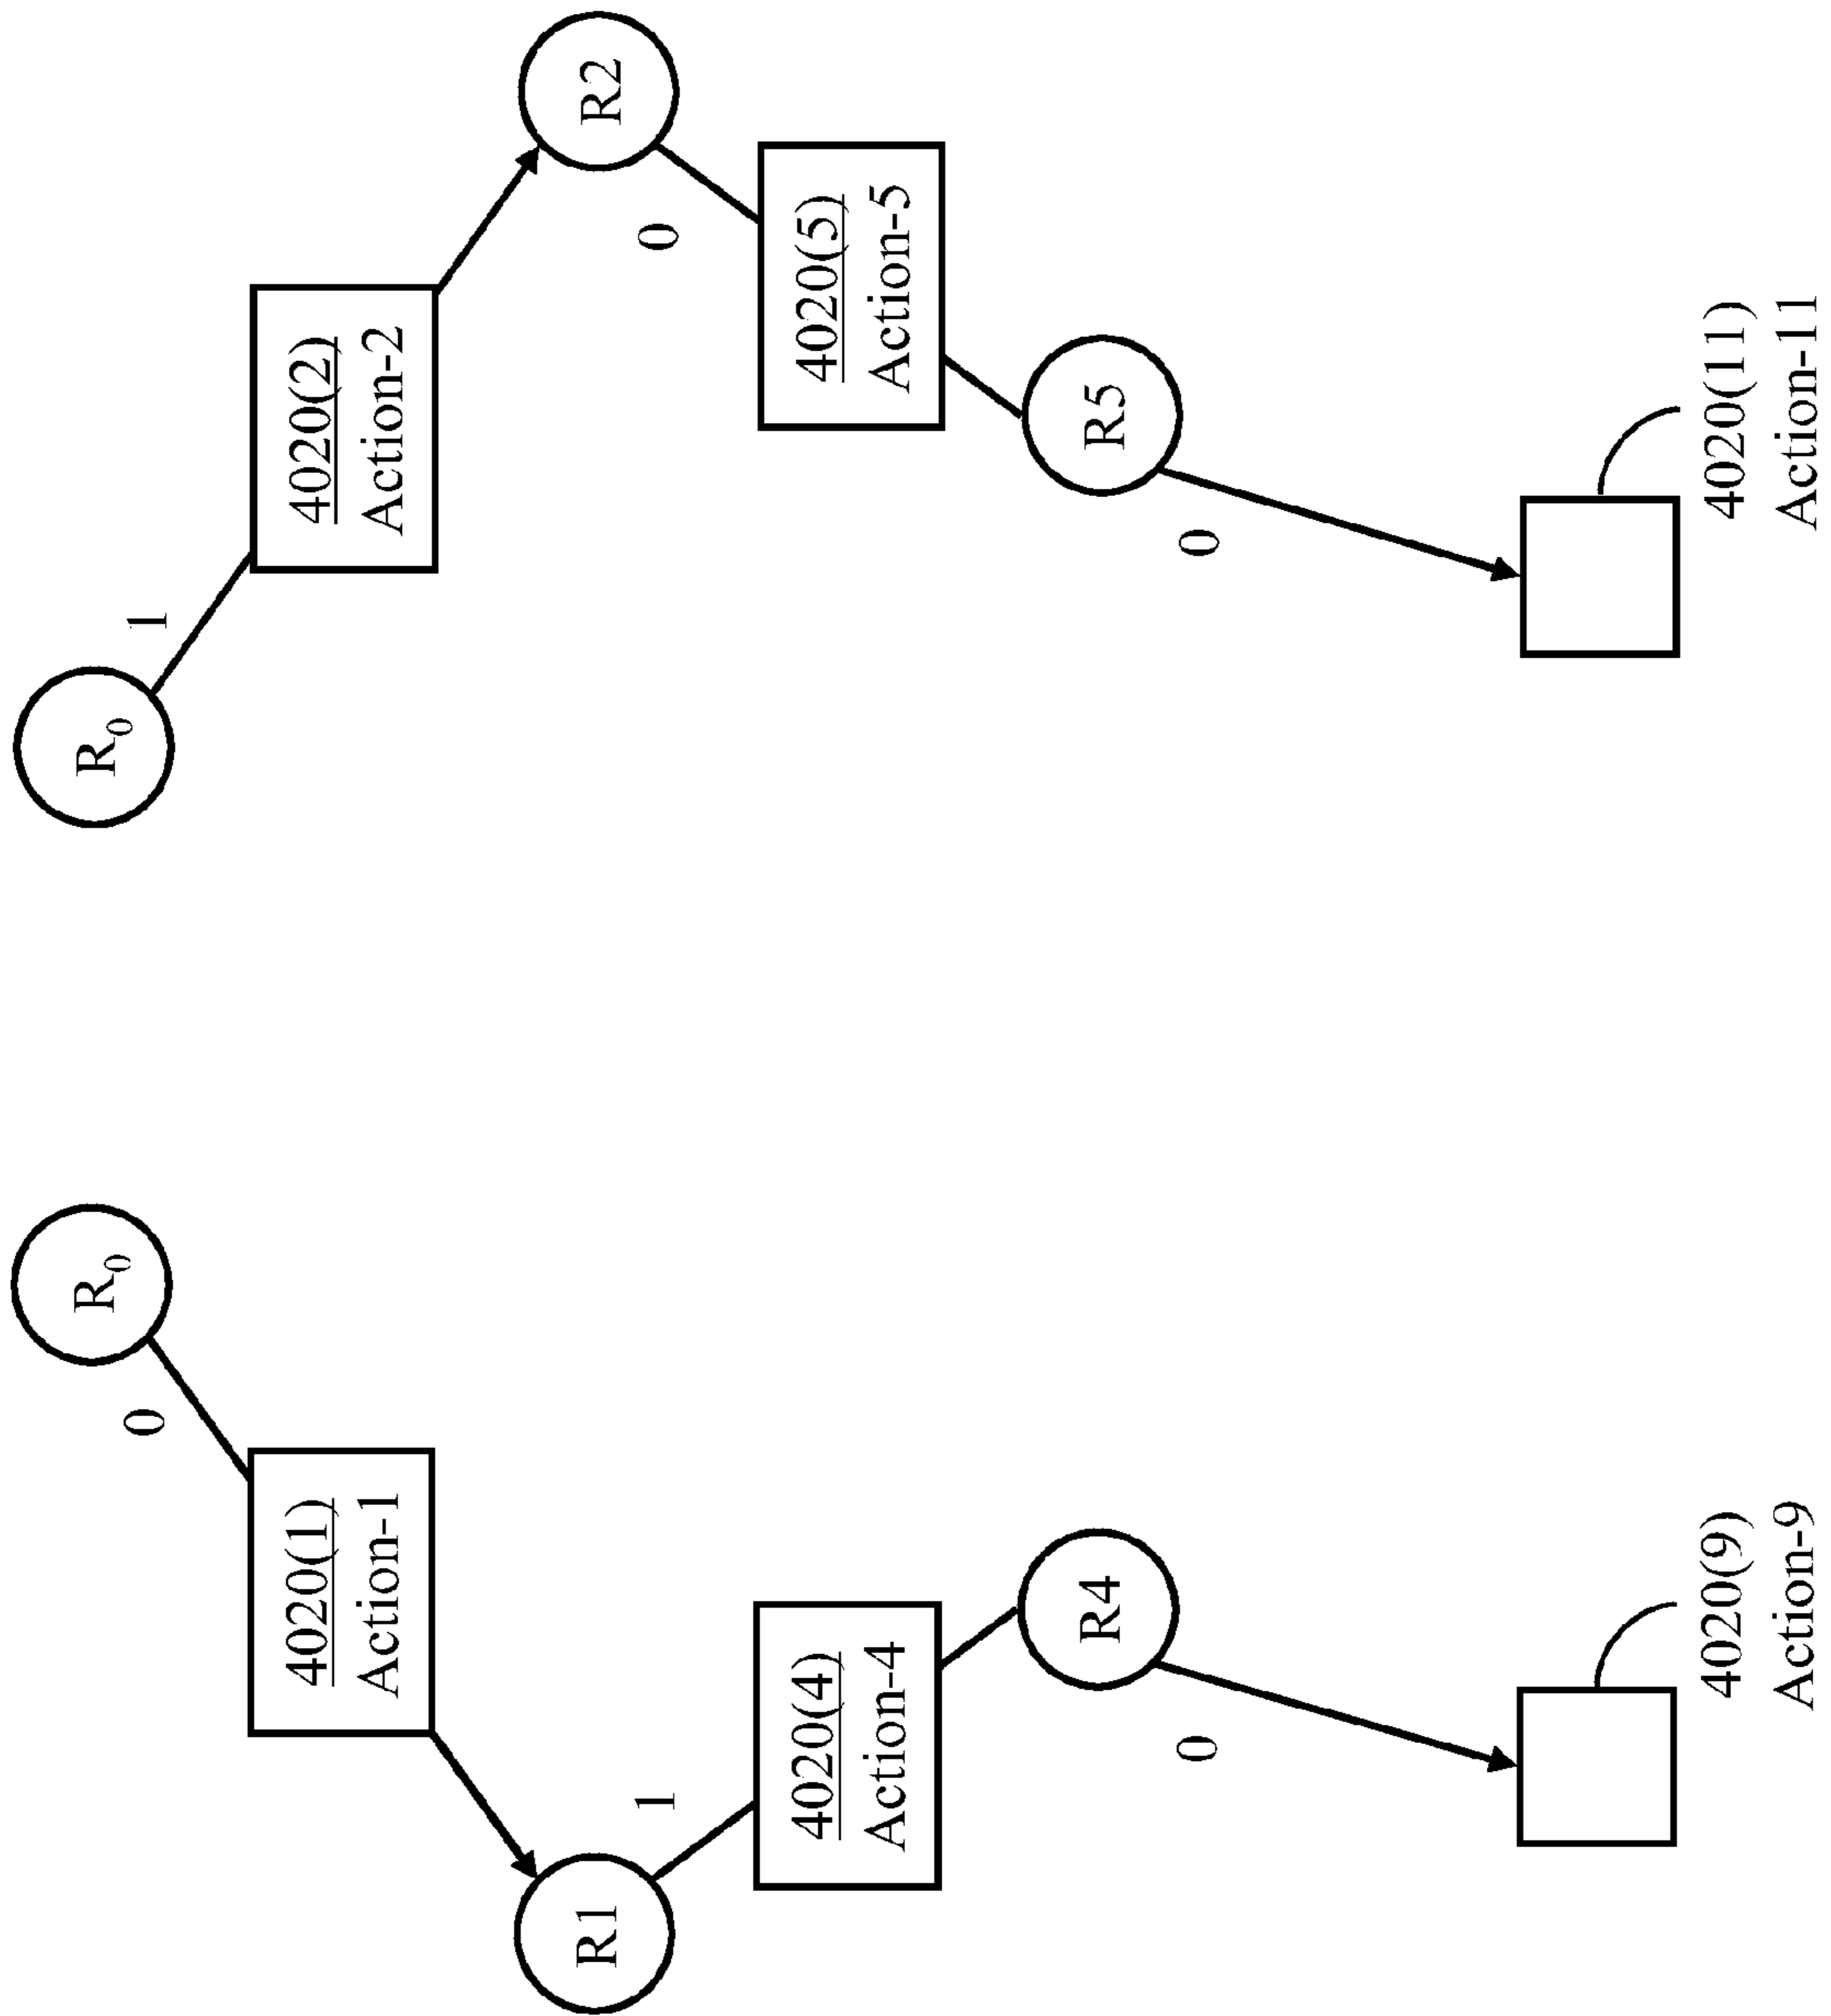 R₀
0
4020(1)
Action-1
R1
1
4020(4)
Action-4
R4
0
4020(9)
Action-9
R₀
1
4020(2)
Action-2
R2
0
4020(5)
Action-5
R5
0
4020(11)
Action-11